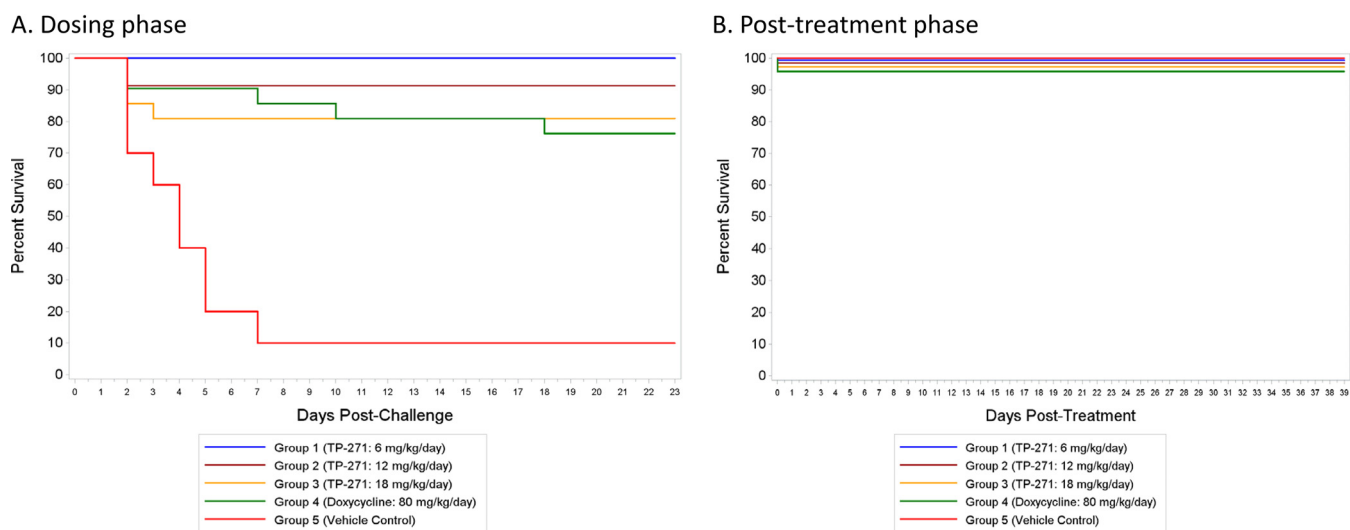 A. Dosing phase
100
90
80
70
60
50
40
30
20
10
0
Percent Survival
0 2 3 4 5 6 7 8 9 10 11 12 13 14 15 16 17 18 19 20 21 22 23
Days Post-Challenge
Group 1 (TP-271: 6 mg/kg/day)
Group 2 (TP-271: 12 mg/kg/day)
Group 3 (TP-271: 18 mg/kg/day)
Group 4 (Doxycycline: 80 mg/kg/day)
Group 5 (Vehicle Control)
B. Post-treatment phase
100
90
80
70
60
50
40
30
20
10
0
Percent Survival
0 1 2 3 4 5 6 7 8 9 10 11 12 13 14 15 16 17 18 19 20 21 22 23 24 25 26 27 28 29 30 31 32 33 34 35 36 37 38 39
Days Post-Treatment
Group 1 (TP-271: 6 mg/kg/day)
Group 2 (TP-271: 12 mg/kg/day)
Group 3 (TP-271: 18 mg/kg/day)
Group 4 (Doxycycline: 80 mg/kg/day)
Group 5 (Vehicle Control)